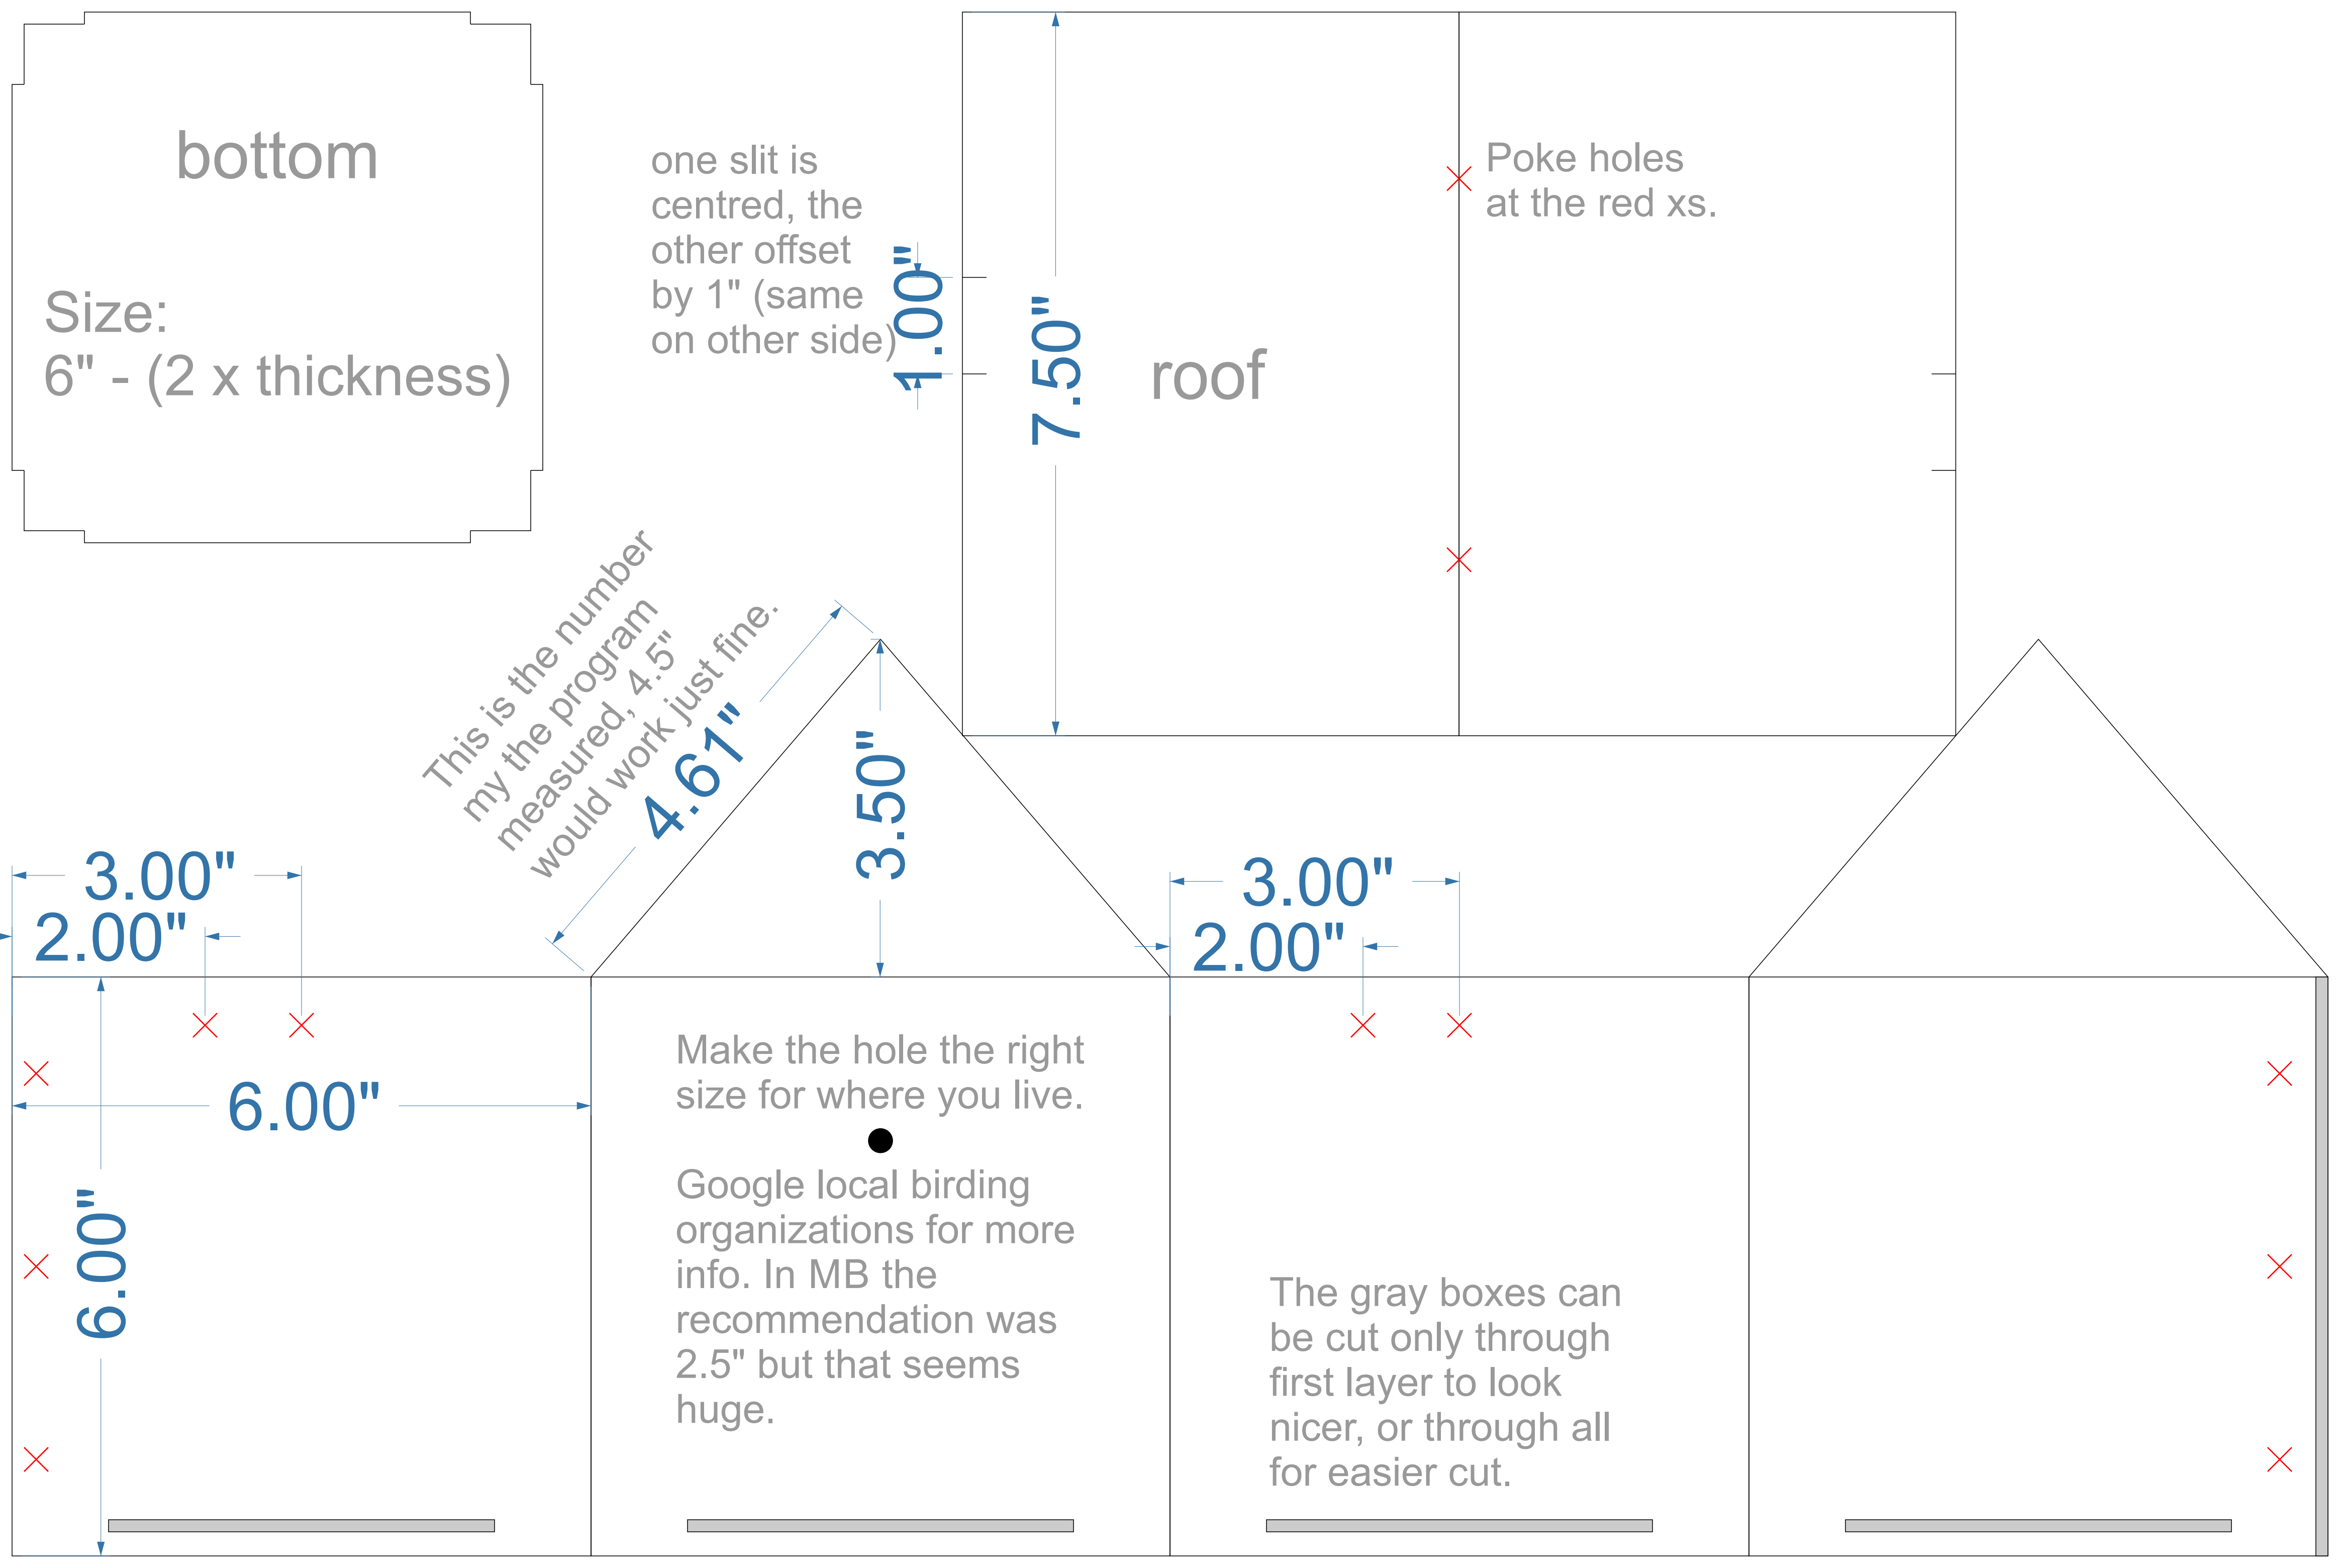 bottom
Size:
6" - (2 x thickness)
one slit is
centred, the
other offset
by 1" (same
on other side)
1.00"
7.50"
roof
Poke holes
at the red xs.
This is the number
my the program
measured, 4.5"
would work just fine.
4.61"
3.50"
3.00"
2.00"
3.00"
2.00"
6.00"
6.00"
Make the hole the right
size for where you live.
Google local birding
organizations for more
info. In MB the
recommendation was
2.5" but that seems
huge.
The gray boxes can
be cut only through
first layer to look
nicer, or through all
for easier cut.